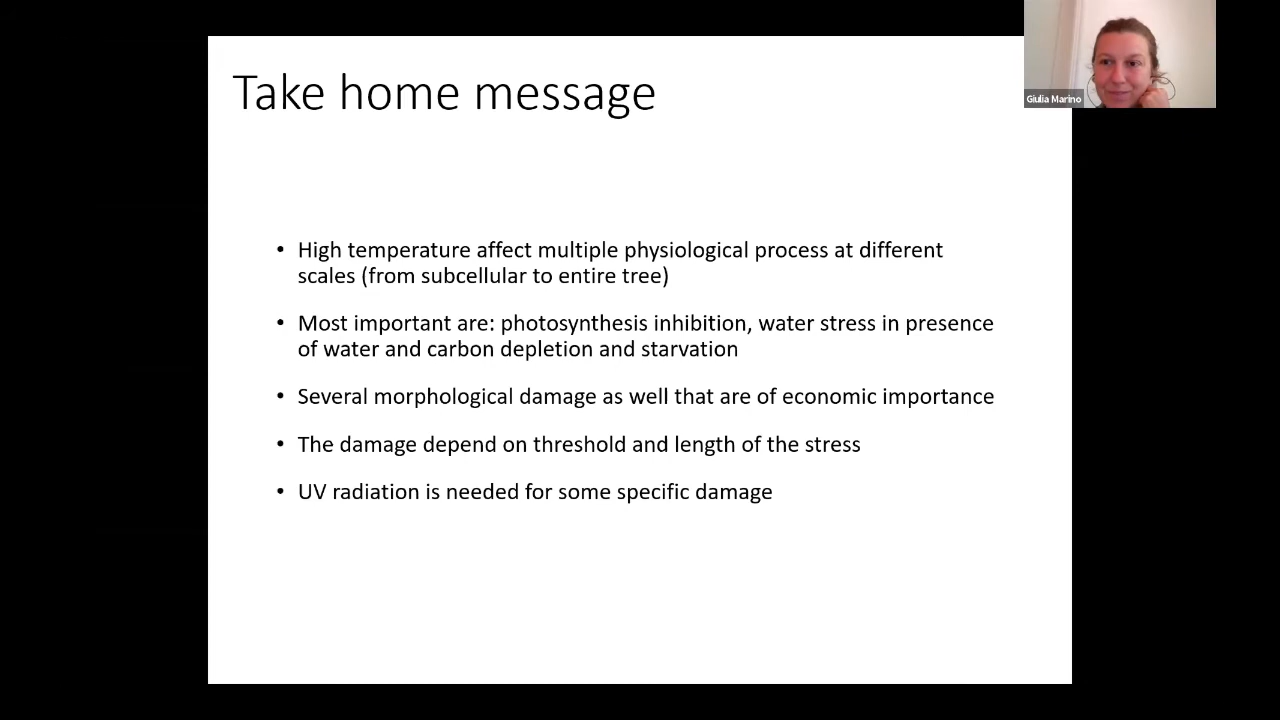 Take home message
Giulia Marino
• High temperature affect multiple physiological process at different
scales (from subcellular to entire tree)
• Most important are: photosynthesis inhibition, water stress in presence
of water and carbon depletion and starvation
• Several morphological damage as well that are of economic importance
• The damage depend on threshold and length of the stress
• UV radiation is needed for some specific damage